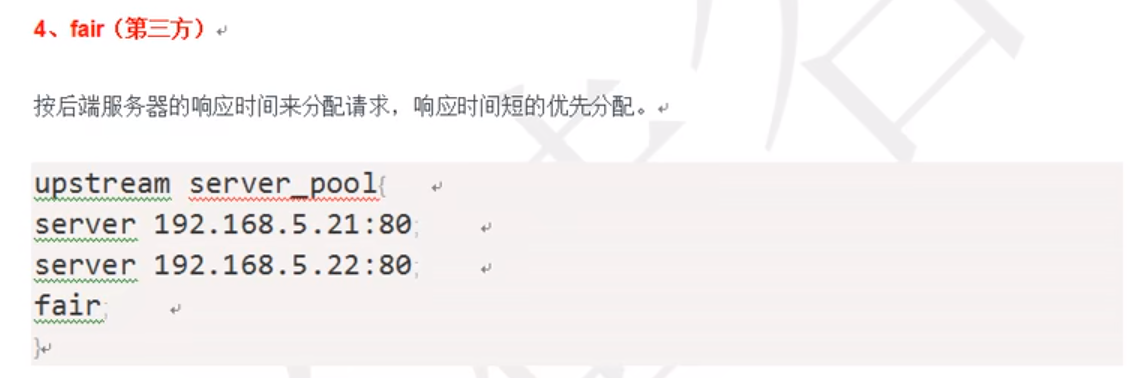 4、fair（第三方）
按后端服务器的响应时间来分配请求，响应时间短的优先分配。
upstream server_pool{
server 192.168.5.21:80;
server 192.168.5.22:80;
fair;
}